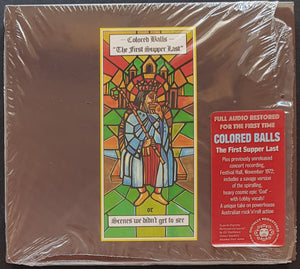 Colored Balls
"The First Supper Last"
or
Scenes we didn't get to see
FULL AUDIO RESTORED
FOR THE FIRST TIME
COLORED BALLS
The First Supper Last
Plus previously unreleased
concert recording,
Festival Hall, November 1972,
includes a savage version
of the spiralling,
heavy cosmic epic 'God'
with Lobby vocals!
A unique take on powerhouse
Australian rock'n'roll action